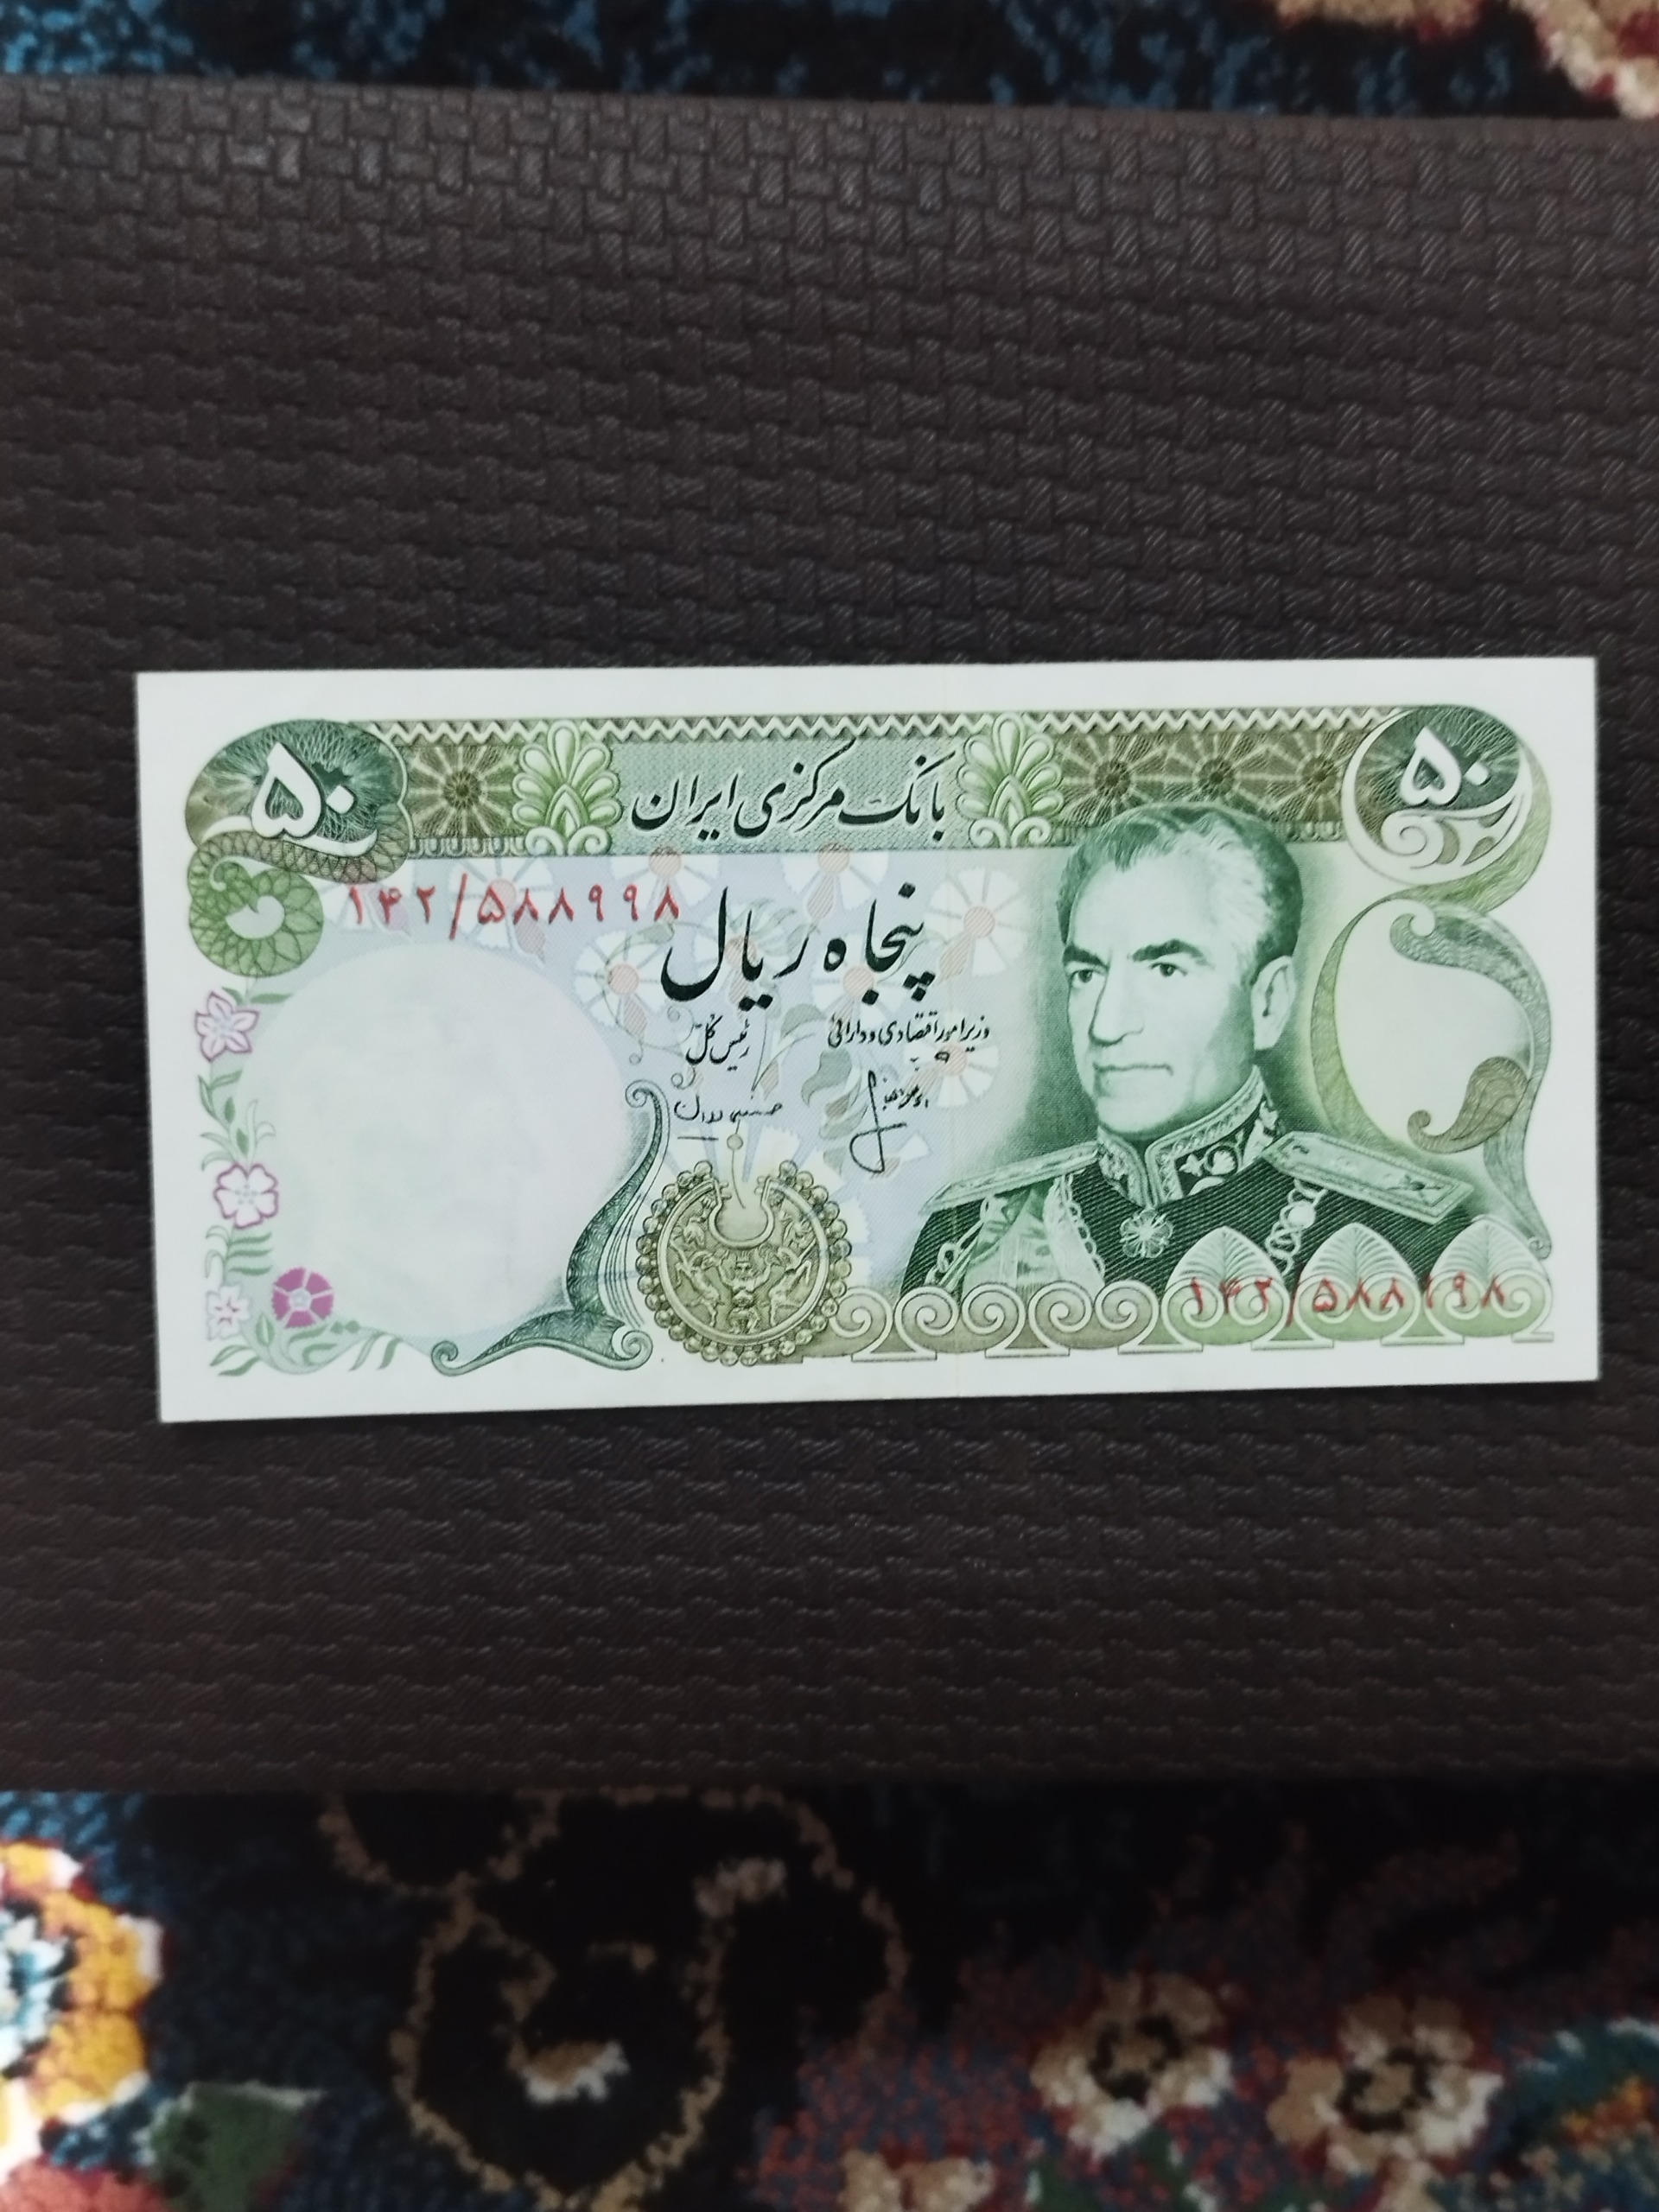 ۵۰
بانک مرکزی ایران
۵۰
۱۴۲/۵۸۸۹۹۸
پنجاه ریال
وزیر امور اقتصادی و دارائی
رئیس کل
۱۴۲/۵۸۸۹۹۸